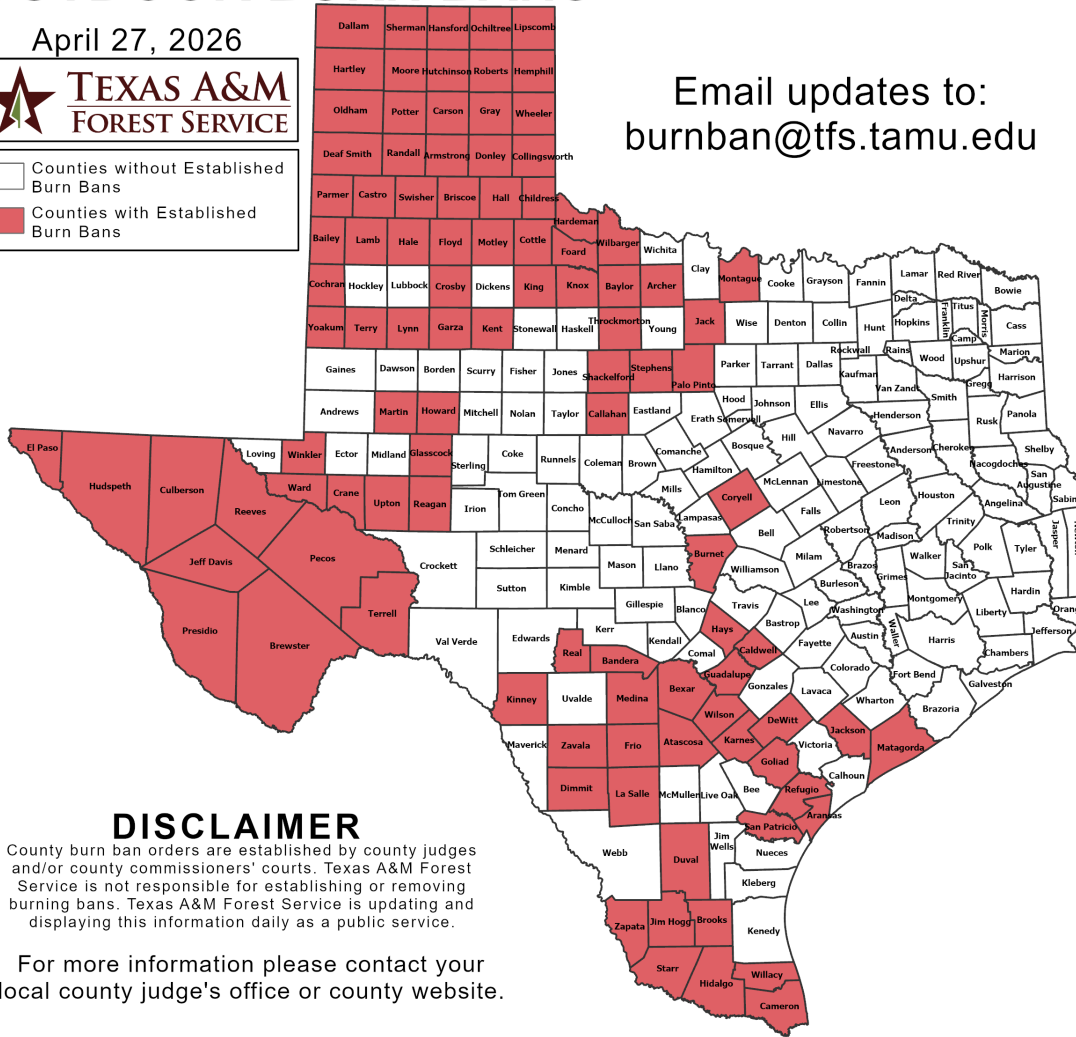 April 27, 2026
TEXAS A&M
FOREST SERVICE
Counties without Established
Burn Bans
Counties with Established
Burn Bans
Email updates to:
burnban@tfs.tamu.edu
Dallam Sherman Hansford Ochiltree Lipscomb
Hartley Moore Hutchinson Roberts Hemphill
Oldham Potter Carson Gray Wheeler
Deaf Smith Randall Armstrong Donley Collingsworth
Parmer Castro Swisher Briscoe Hall Childress
Hardeman
Bailey Lamb Hale Floyd Motley Cottle Foard Wilbarger Wichita
Clay Montague Cooke Grayson Fannin Lamar Red River Bowie
Cochran Hockley Lubbock Crosby Dickens King Knox Baylor Archer
Delta Titus Franklin Morris
Yoakum Terry Lynn Garza Kent Stonewall Haskell Throckmorton Young Jack Wise Denton Collin Hunt Hopkins Cass
Camp
Rockwall Rains Wood Upshur Marion
Gaines Dawson Borden Scurry Fisher Jones Shackelford Stephens Palo Pinto Parker Tarrant Dallas Kaufman Van Zandt Smith Gregg Harrison
Andrews Martin Howard Mitchell Nolan Taylor Callahan Eastland Erath Hood Somervell Johnson Ellis Henderson Rusk Panola
El Paso Loving Winkler Ector Midland Glasscock Sterling Coke Runnels Coleman Brown Comanche Hamilton Bosque Hill Navarro Freestone Anderson Cherokee Nacogdoches Shelby
Hudspeth Culberson Reeves Ward Crane Upton Reagan Irion Tom Green Concho McCulloch San Saba Mills Lampasas Coryell McLennan Limestone Falls Leon Houston Angelina San
Augustine Sabin
Jeff Davis Pecos Crockett Schleicher Menard Mason Llano Burnet Bell Williamson Milam Robertson Brazos Madison Grimes Walker Trinity San
Jacinto Polk Tyler Jasper
Presidio Brewster Terrell Sutton Kimble Gillespie Blanco Travis Bastrop Lee Burleson Washington Montgomery Liberty Hardin Oran
Val Verde Edwards Kerr Kendall Comal Hays Caldwell Fayette Austin Waller Harris Chambers Jefferson
Real Bandera Bexar Guadalupe Gonzales Lavaca Colorado Wharton Fort Bend Brazoria Galveston
Kinney Uvalde Medina Wilson Karnes DeWitt Victoria Jackson Matagorda
Maverick Zavala Frio Atascosa Goliad Calhoun
Dimmit La Salle McMullen Live Oak Bee Refugio Aransas
San Patricio
Webb Duval Jim
Wells Nueces
Kleberg
Zapata Jim Hogg Brooks Kenedy
Starr Hidalgo Willacy
Cameron
DISCLAIMER
County burn ban orders are established by county judges
and/or county commissioners' courts. Texas A&M Forest
Service is not responsible for establishing or removing
burning bans. Texas A&M Forest Service is updating and
displaying this information daily as a public service.
For more information please contact your
local county judge's office or county website.